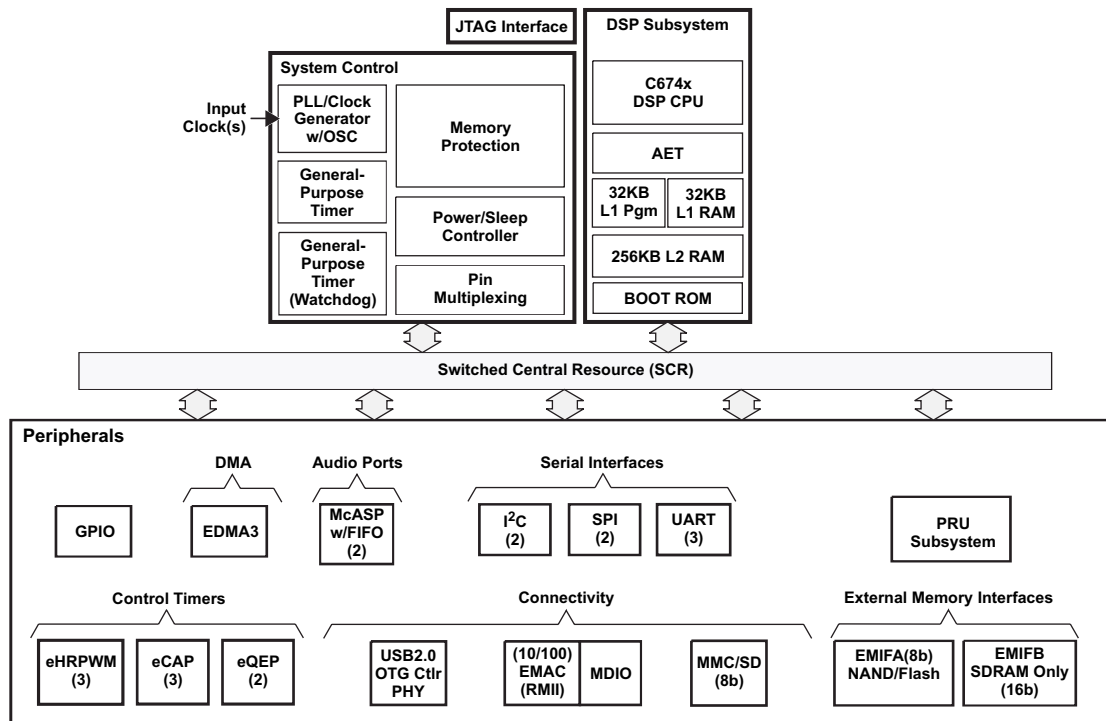 JTAG Interface
DSP Subsystem
System Control
Input
Clock(s)
PLL/Clock
Generator
w/OSC
General-
Purpose
Timer
General-
Purpose
Timer
(Watchdog)
Memory
Protection
Power/Sleep
Controller
Pin
Multiplexing
C674x
DSP CPU
AET
32KB
L1 Pgm
32KB
L1 RAM
256KB L2 RAM
BOOT ROM
Switched Central Resource (SCR)
Peripherals
DMA
Audio Ports
Serial Interfaces
GPIO
EDMA3
McASP
w/FIFO
(2)
I²C
(2)
SPI
(2)
UART
(3)
PRU
Subsystem
Control Timers
Connectivity
External Memory Interfaces
eHRPWM
(3)
eCAP
(3)
eQEP
(2)
USB2.0
OTG Ctlr
PHY
(10/100)
EMAC
(RMII)
MDIO
MMC/SD
(8b)
EMIFA(8b)
NAND/Flash
EMIFB
SDRAM Only
(16b)